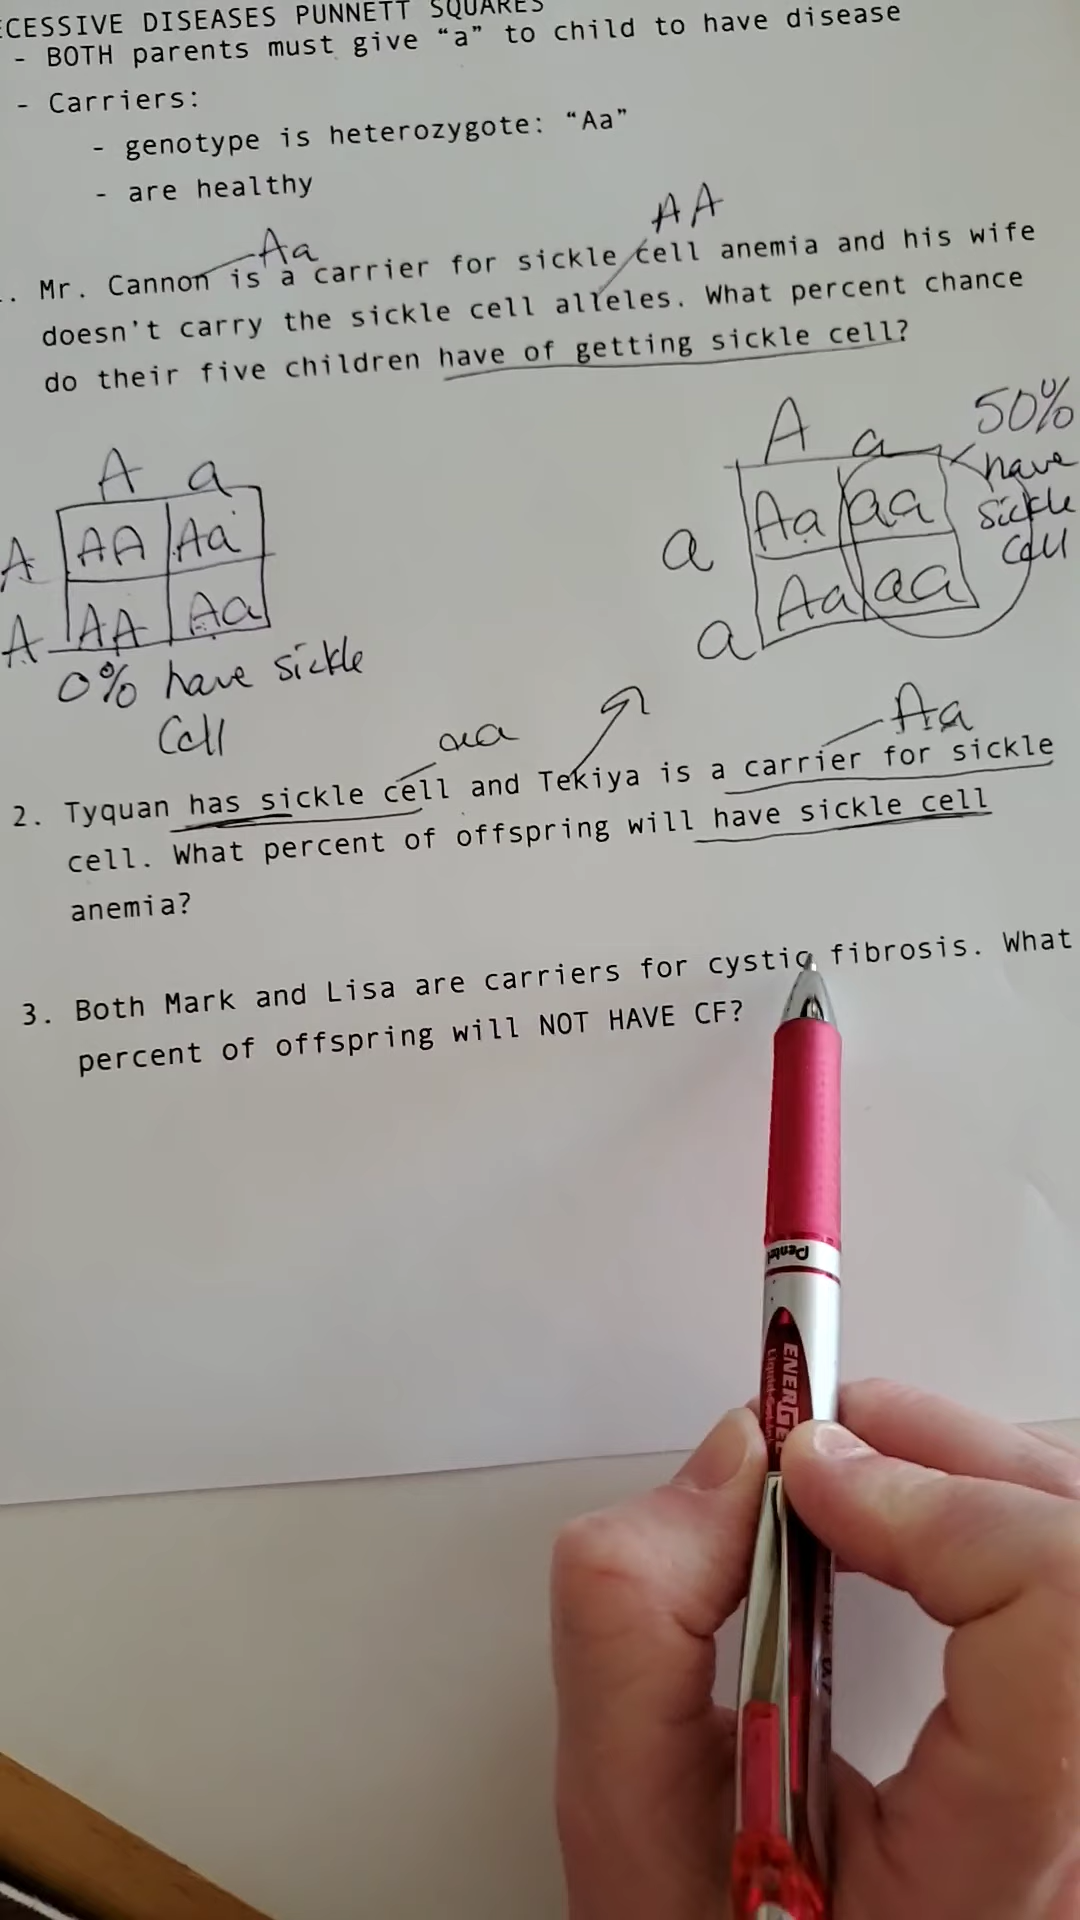 CESSIVE DISEASES PUNNETT SQUARES
- BOTH parents must give “a” to child to have disease
- Carriers:
- genotype is heterozygote: “Aa”
- are healthy
Aa
AA
. Mr. Cannon is a carrier for sickle cell anemia and his wife
doesn't carry the sickle cell alleles. What percent chance
do their five children have of getting sickle cell?
A a
A AA Aa
A AA Aa
0% have sickle
Cell
A a
a Aa aa
a Aa aa
50%
have
sickle
Cell
aa
Aa
2. Tyquan has sickle cell and Tekiya is a carrier for sickle
cell. What percent of offspring will have sickle cell
anemia?
3. Both Mark and Lisa are carriers for cystic fibrosis. What
percent of offspring will NOT HAVE CF?
Pentel
ENERGEL